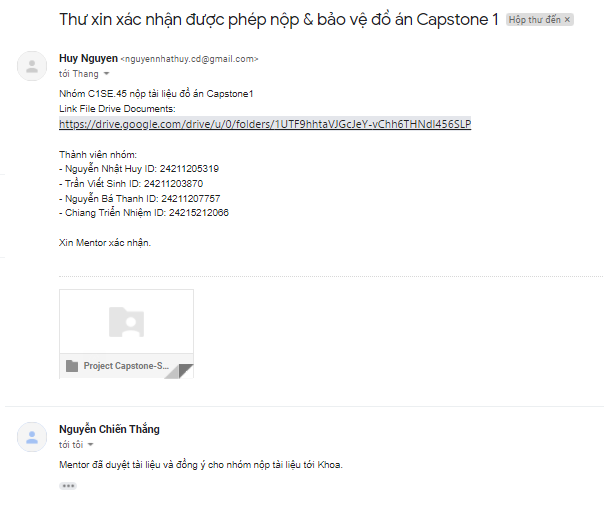 Thư xin xác nhận được phép nộp & bảo vệ đồ án Capstone 1 Hộp thư đến ×
Huy Nguyen <nguyennhathuy.cd@gmail.com>
tới Thang
Nhóm C1SE.45 nộp tài liệu đồ án Capstone1
Link File Drive Documents:
https://drive.google.com/drive/u/0/folders/1UTF9hhtaVJGcJeY-vChh6THNdI456SLP
Thành viên nhóm:
- Nguyễn Nhật Huy ID: 24211205319
- Trần Viết Sinh ID: 24211203870
- Nguyễn Bá Thanh ID: 24211207757
- Chiang Triển Nhiệm ID: 24215212066
Xin Mentor xác nhận.
Project Capstone-S...
Nguyễn Chiến Thắng
tới tôi
Mentor đã duyệt tài liệu và đồng ý cho nhóm nộp tài liệu tới Khoa.